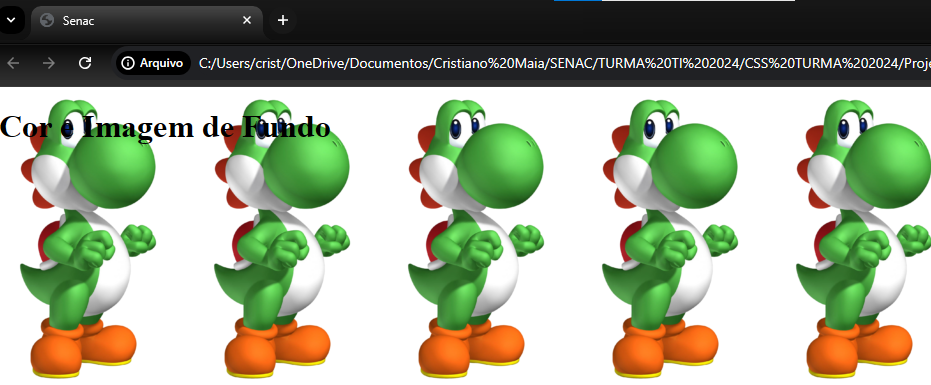 Senac
Arquivo C:/Users/crist/OneDrive/Documentos/Cristiano%20Maia/SENAC/TURMA%20TI%202024/CSS%20TURMA%202024/Proje
Cor e Imagem de Fundo